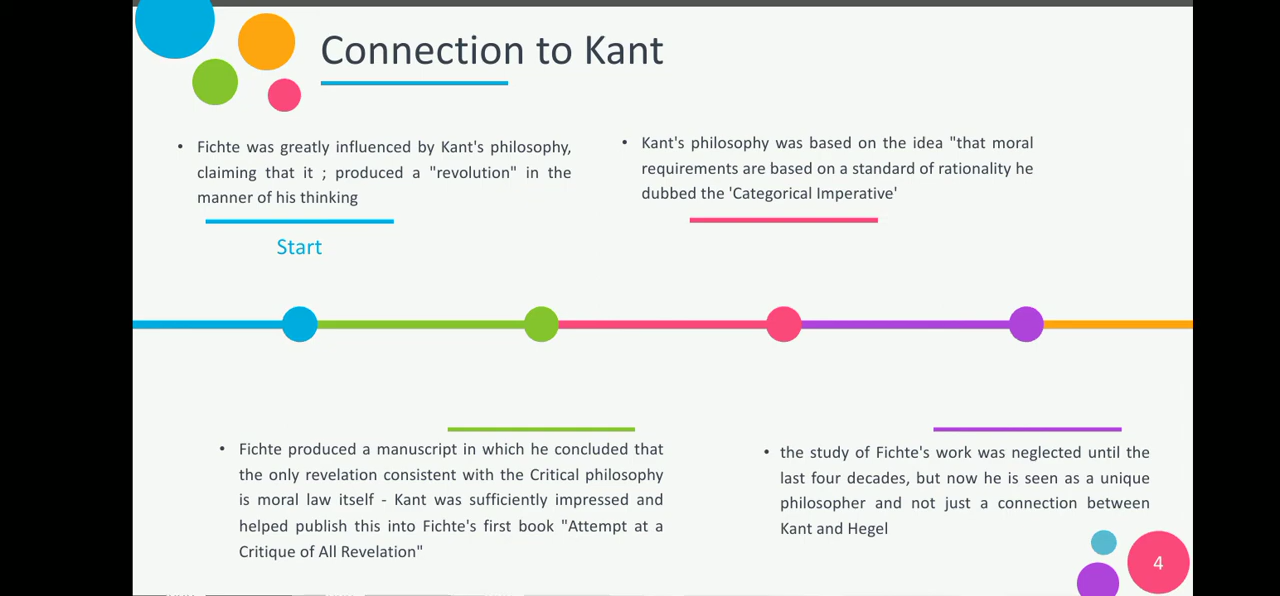 Connection to Kant
• Fichte was greatly influenced by Kant's philosophy,
claiming that it ; produced a "revolution" in the
manner of his thinking
Start
• Kant's philosophy was based on the idea "that moral
requirements are based on a standard of rationality he
dubbed the 'Categorical Imperative'
• Fichte produced a manuscript in which he concluded that
the only revelation consistent with the Critical philosophy
is moral law itself - Kant was sufficiently impressed and
helped publish this into Fichte's first book "Attempt at a
Critique of All Revelation"
• the study of Fichte's work was neglected until the
last four decades, but now he is seen as a unique
philosopher and not just a connection between
Kant and Hegel
4